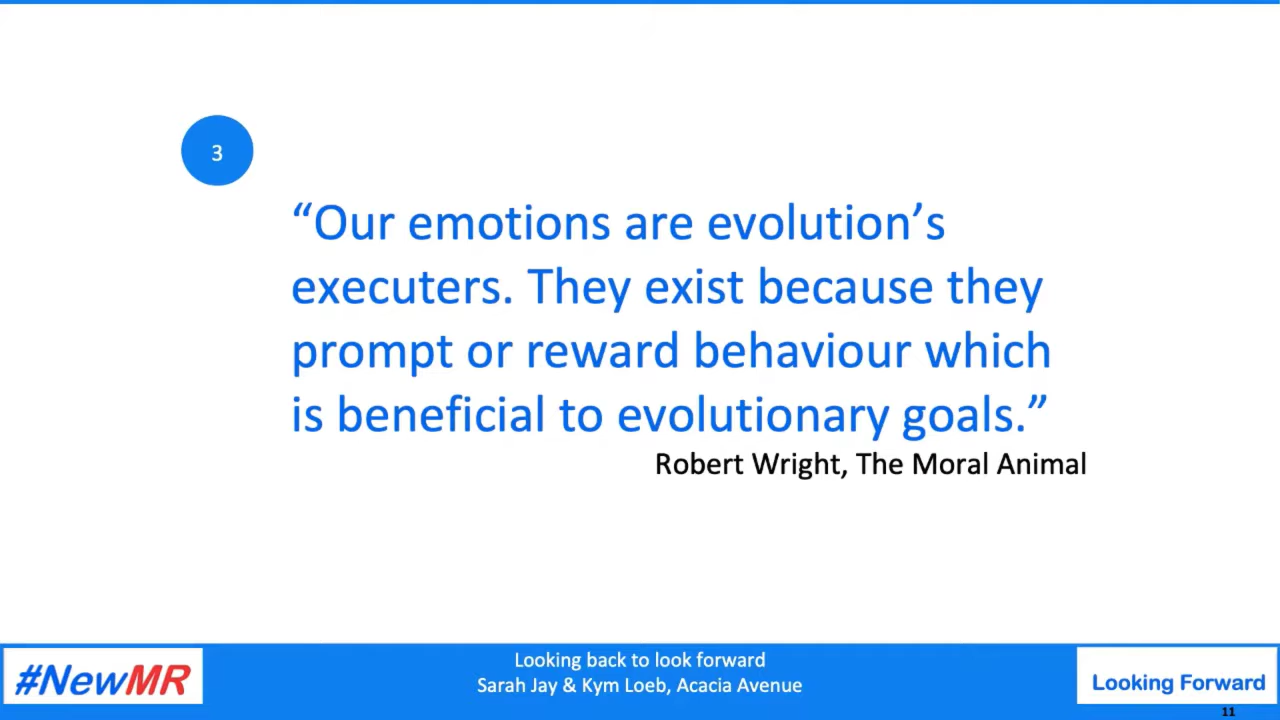 3
“Our emotions are evolution’s
executers. They exist because they
prompt or reward behaviour which
is beneficial to evolutionary goals.”
Robert Wright, The Moral Animal
#NewMR
Looking back to look forward
Sarah Jay & Kym Loeb, Acacia Avenue
Looking Forward
11